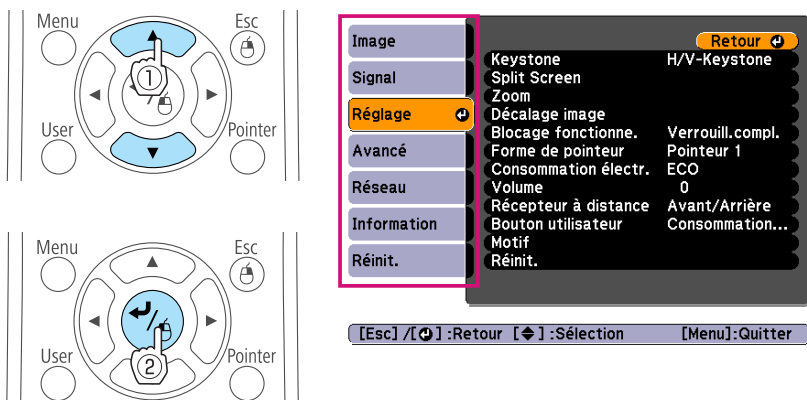 Menu
Esc
1
User
Pointer
Menu
Esc
User
Pointer
2
Image
Signal
Réglage
Avancé
Réseau
Information
Réinit.
Retour
Keystone H/V-Keystone
Split Screen
Zoom
Décalage image
Blocage fonctionne. Verrouill.compl.
Forme de pointeur Pointeur 1
Consommation électr. ECO
Volume 0
Récepteur à distance Avant/Arrière
Bouton utilisateur Consommation...
Motif
Réinit.
[Esc] /[⏎] :Retour [◆] :Sélection [Menu]:Quitter